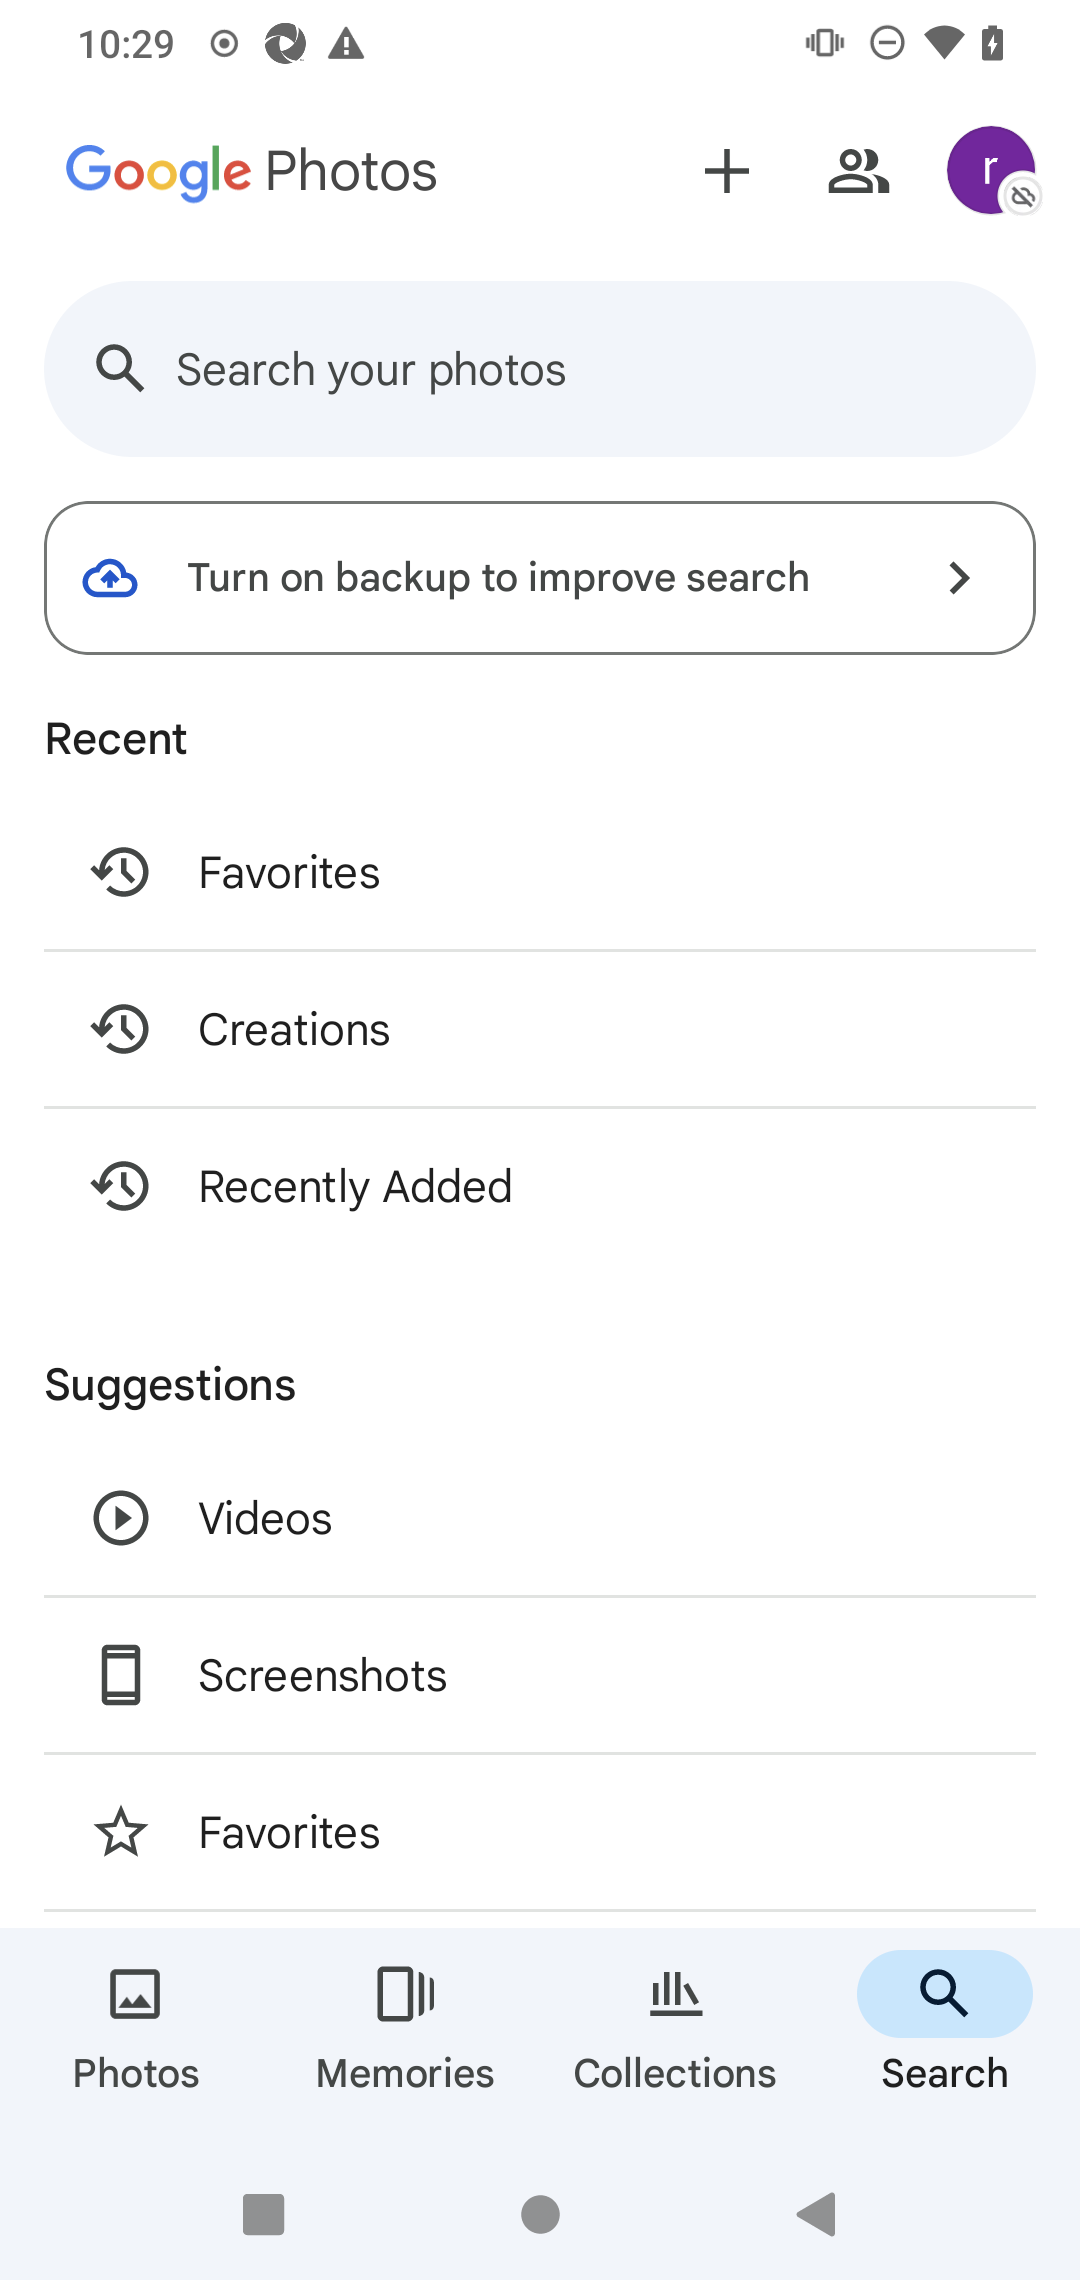 10:29
Google Photos
r
Search your photos
Turn on backup to improve search
Recent
Favorites
Creations
Recently Added
Suggestions
Videos
Screenshots
Favorites
Photos
Memories
Collections
Search